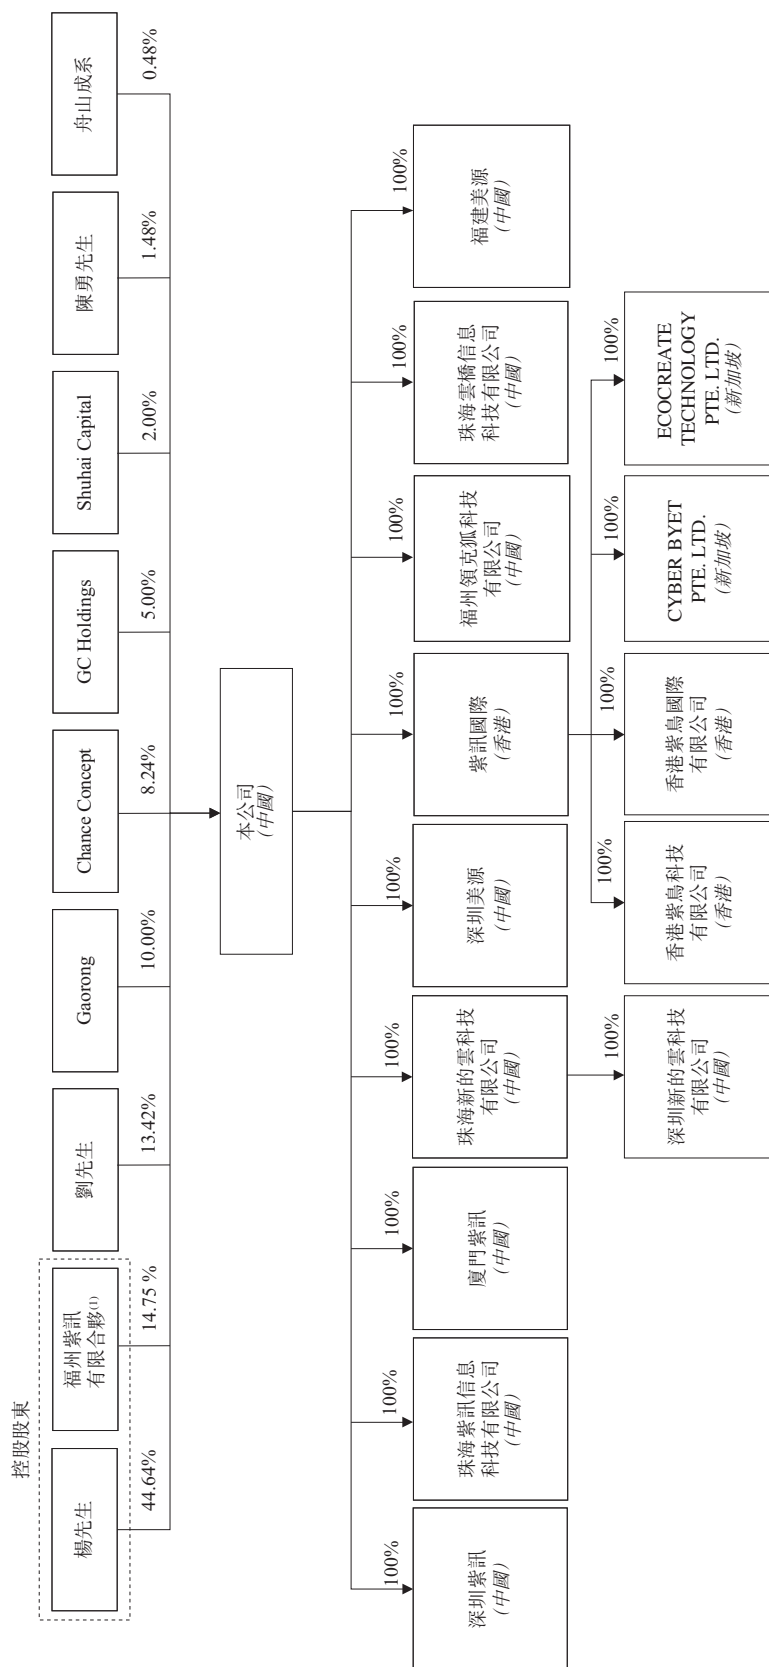 控股股東
楊先生
福州紫訊
有限合夥(1)
劉先生
Gaorong
Chance Concept
GC Holdings
Shuhai Capital
陳勇先生
舟山成系
44.64%
14.75 %
13.42%
10.00%
8.24%
5.00%
2.00%
1.48%
0.48%
本公司
(中國)
100%
100%
100%
100%
100%
100%
100%
100%
100%
深圳紫訊
(中國)
珠海紫訊信息
科技有限公司
(中國)
廈門紫訊
(中國)
珠海新的雲科技
有限公司
(中國)
深圳美源
(中國)
紫訊國際
(香港)
福州領克狐科技
有限公司
(中國)
珠海雲橋信息
科技有限公司
(中國)
福建美源
(中國)
100%
100%
100%
100%
100%
深圳新的雲科技
有限公司
(中國)
香港紫鳥科技
有限公司
(香港)
香港紫鳥國際
有限公司
(香港)
CYBER BYET
PTE. LTD.
(新加坡)
ECOCREATE
TECHNOLOGY
PTE. LTD.
(新加坡)